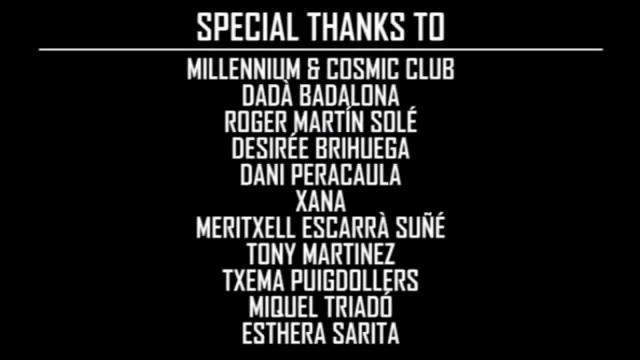 SPECIAL THANKS TO
MILLENNIUM & COSMIC CLUB
DADÀ BADALONA
ROGER MARTÍN SOLÉ
DESIRÉE BRIHUEGA
DANI PERACAULA
XANA
MERITXELL ESCARRÀ SUÑÉ
TONY MARTINEZ
TXEMA PUIGDOLLERS
MIQUEL TRIADÓ
ESTHERA SARITA